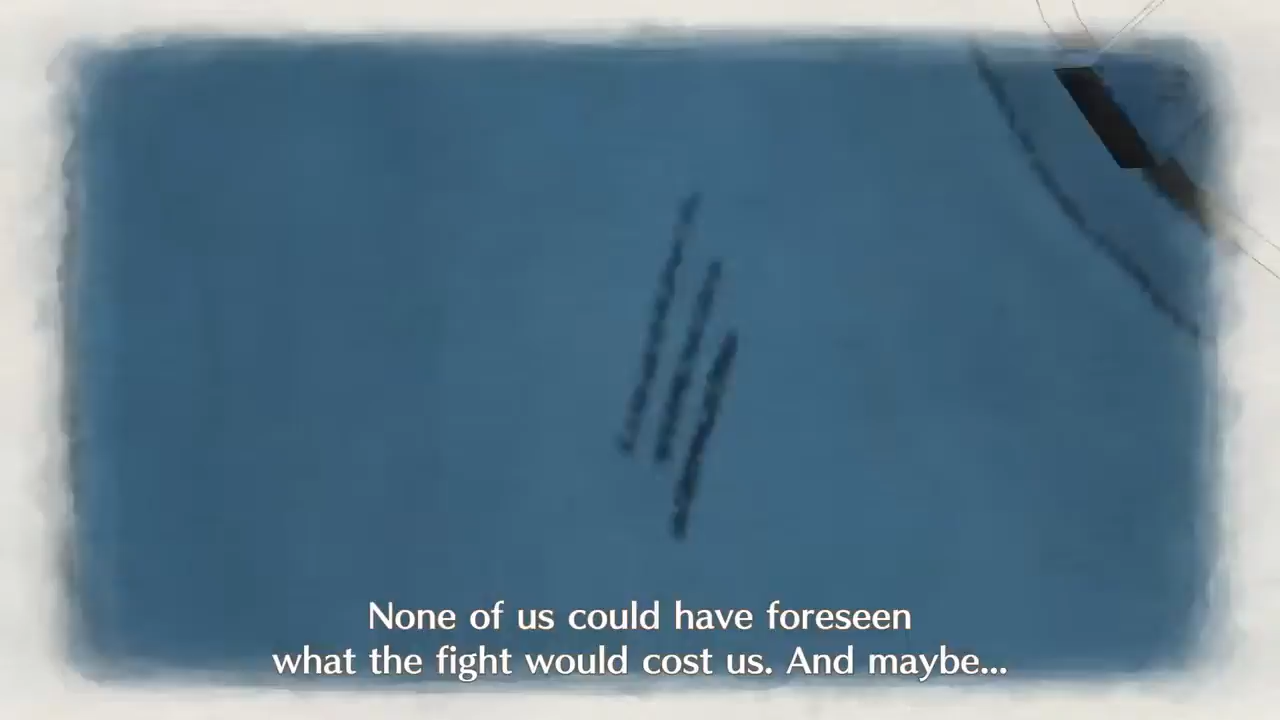 None of us could have foreseen
what the fight would cost us. And maybe...